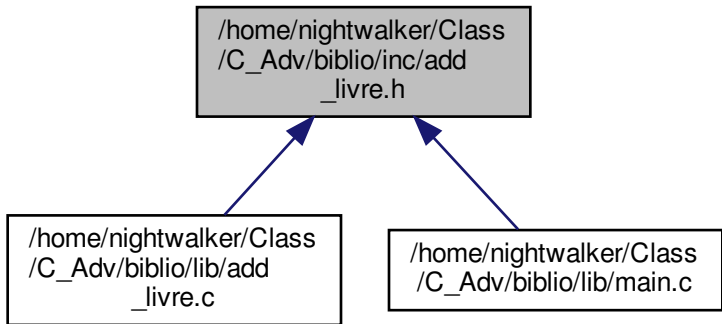 /home/nightwalker/Class
/C_Adv/biblio/inc/add
_livre.h
/home/nightwalker/Class
/C_Adv/biblio/lib/add
_livre.c
/home/nightwalker/Class
/C_Adv/biblio/lib/main.c